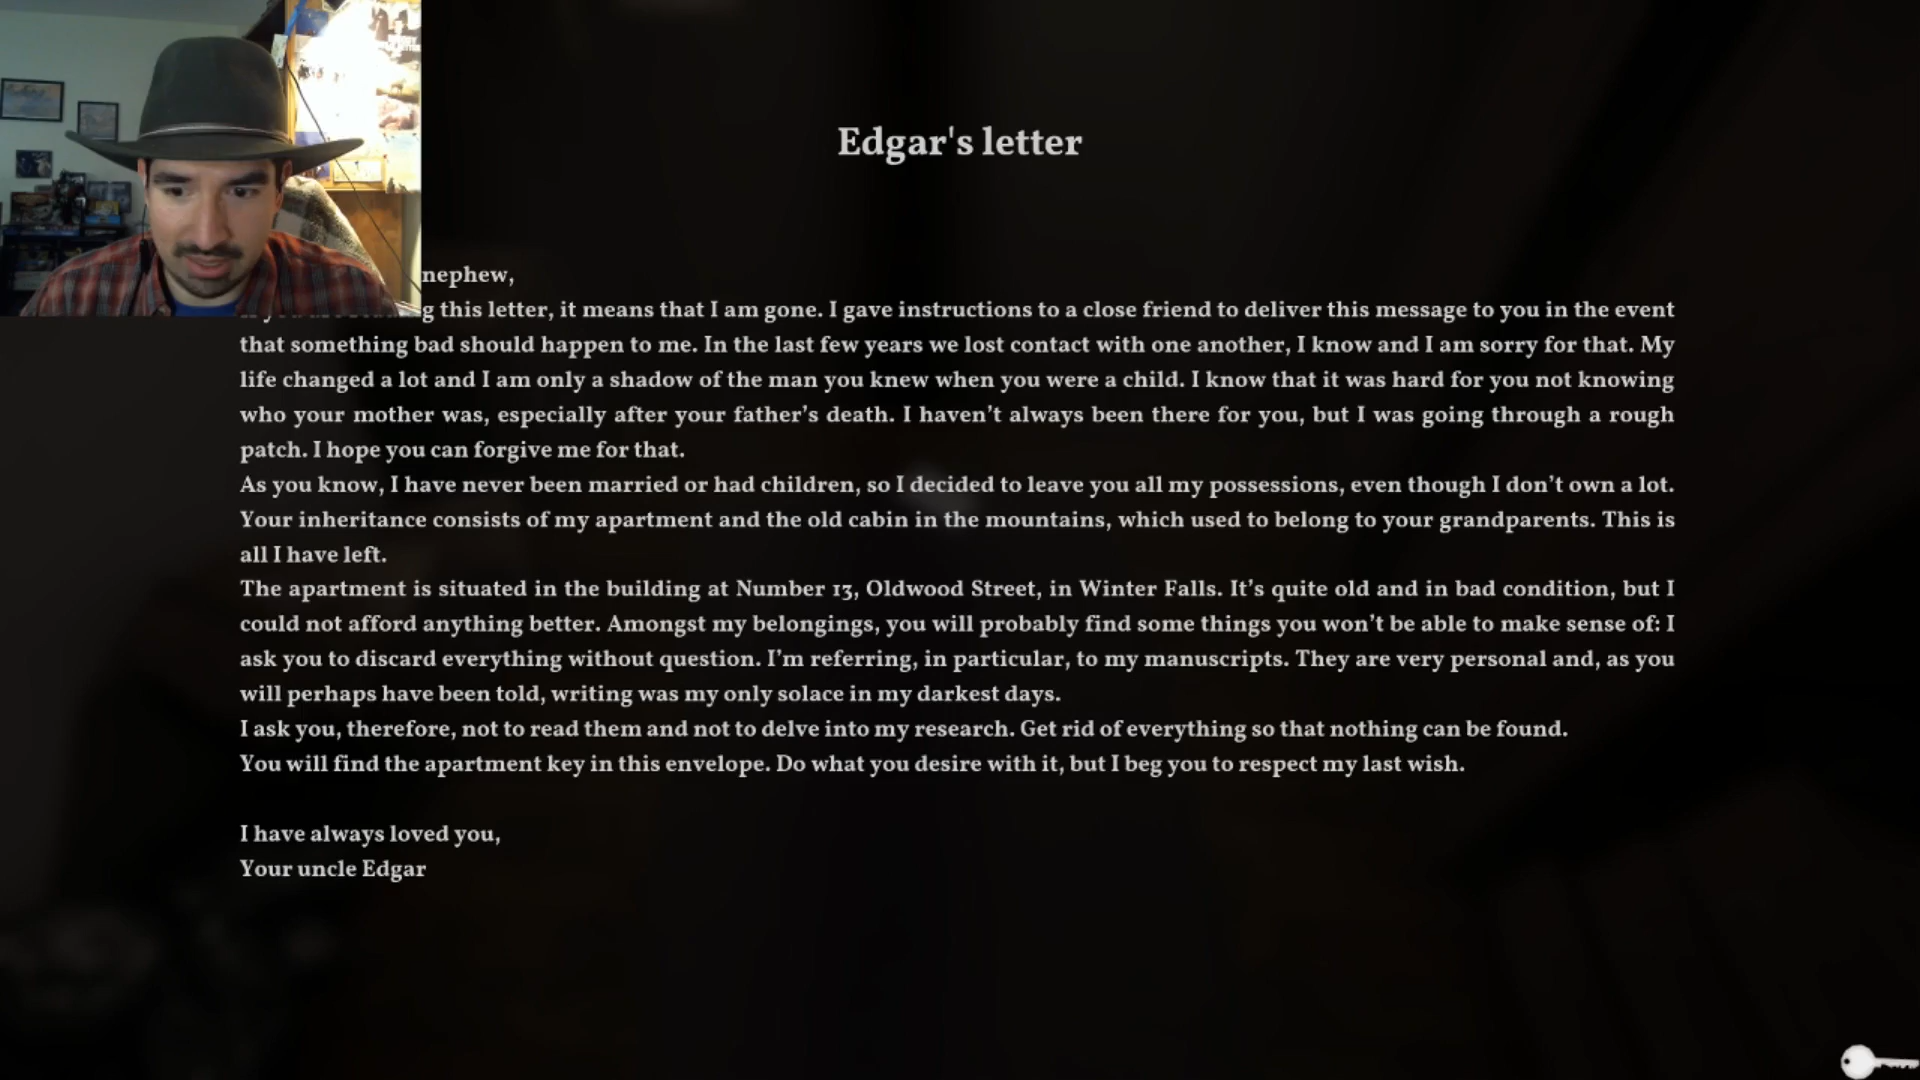 Edgar's letter
nephew,
g this letter, it means that I am gone. I gave instructions to a close friend to deliver this message to you in the event
that something bad should happen to me. In the last few years we lost contact with one another, I know and I am sorry for that. My
life changed a lot and I am only a shadow of the man you knew when you were a child. I know that it was hard for you not knowing
who your mother was, especially after your father’s death. I haven’t always been there for you, but I was going through a rough
patch. I hope you can forgive me for that.
As you know, I have never been married or had children, so I decided to leave you all my possessions, even though I don’t own a lot.
Your inheritance consists of my apartment and the old cabin in the mountains, which used to belong to your grandparents. This is
all I have left.
The apartment is situated in the building at Number 13, Oldwood Street, in Winter Falls. It’s quite old and in bad condition, but I
could not afford anything better. Amongst my belongings, you will probably find some things you won’t be able to make sense of: I
ask you to discard everything without question. I’m referring, in particular, to my manuscripts. They are very personal and, as you
will perhaps have been told, writing was my only solace in my darkest days.
I ask you, therefore, not to read them and not to delve into my research. Get rid of everything so that nothing can be found.
You will find the apartment key in this envelope. Do what you desire with it, but I beg you to respect my last wish.
I have always loved you,
Your uncle Edgar